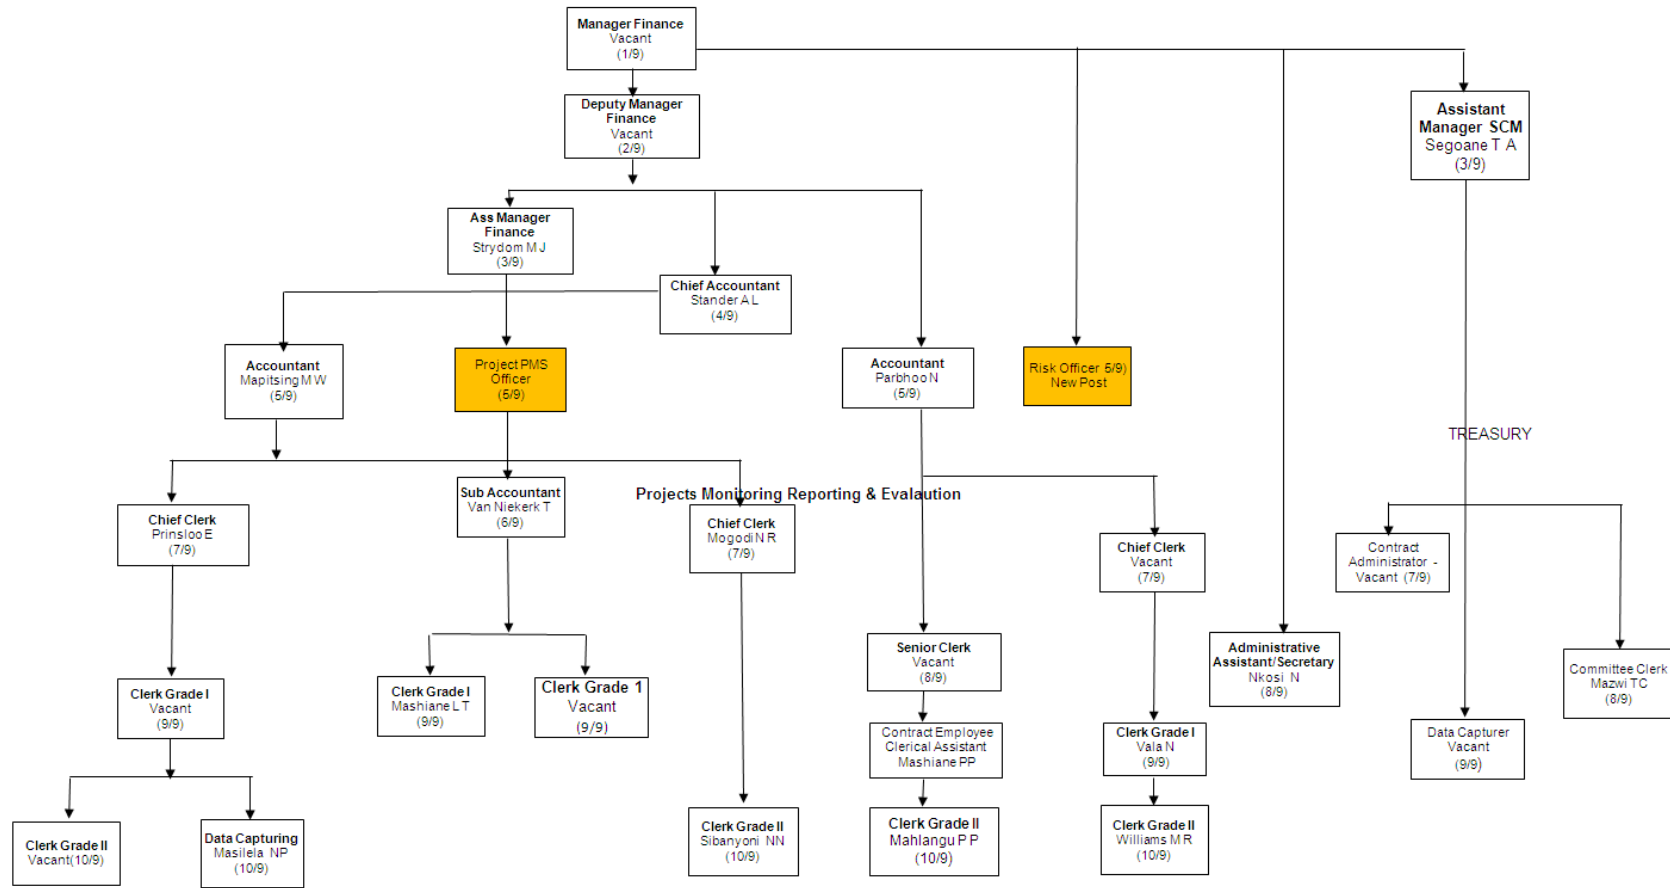 Manager Finance
Vacant
(1/9)
Deputy Manager
Finance
Vacant
(2/9)
Assistant
Manager SCM
Segoane T A
(3/9)
Ass Manager
Finance
Strydom M J
(3/9)
Chief Accountant
Stander A L
(4/9)
Accountant
Mapitsing M W
(5/9)
Project PMS
Officer
(5/9)
Accountant
Parbhoo N
(5/9)
Risk Officer 5/9)
New Post
TREASURY
Projects Monitoring Reporting & Evalaution
Chief Clerk
Prinsloo E
(7/9)
Sub Accountant
Van Niekerk T
(6/9)
Chief Clerk
Mogodi N R
(7/9)
Chief Clerk
Vacant
(7/9)
Contract
Administrator -
Vacant (7/9)
Senior Clerk
Vacant
(8/9)
Administrative
Assistant/Secretary
Nkosi N
(8/9)
Committee Clerk
Mazwi TC
(8/9)
Clerk Grade I
Vacant
(9/9)
Clerk Grade I
Mashiane L T
(9/9)
Clerk Grade 1
Vacant
(9/9)
Contract Employee
Clerical Assistant
Mashiane PP
Clerk Grade I
Vala N
(9/9)
Data Capturer
Vacant
(9/9)
Clerk Grade II
Vacant(10/9)
Data Capturing
Masilela NP
(10/9)
Clerk Grade II
Sibanyoni NN
(10/9)
Clerk Grade II
Mahlangu P P
(10/9)
Clerk Grade II
Williams M R
(10/9)